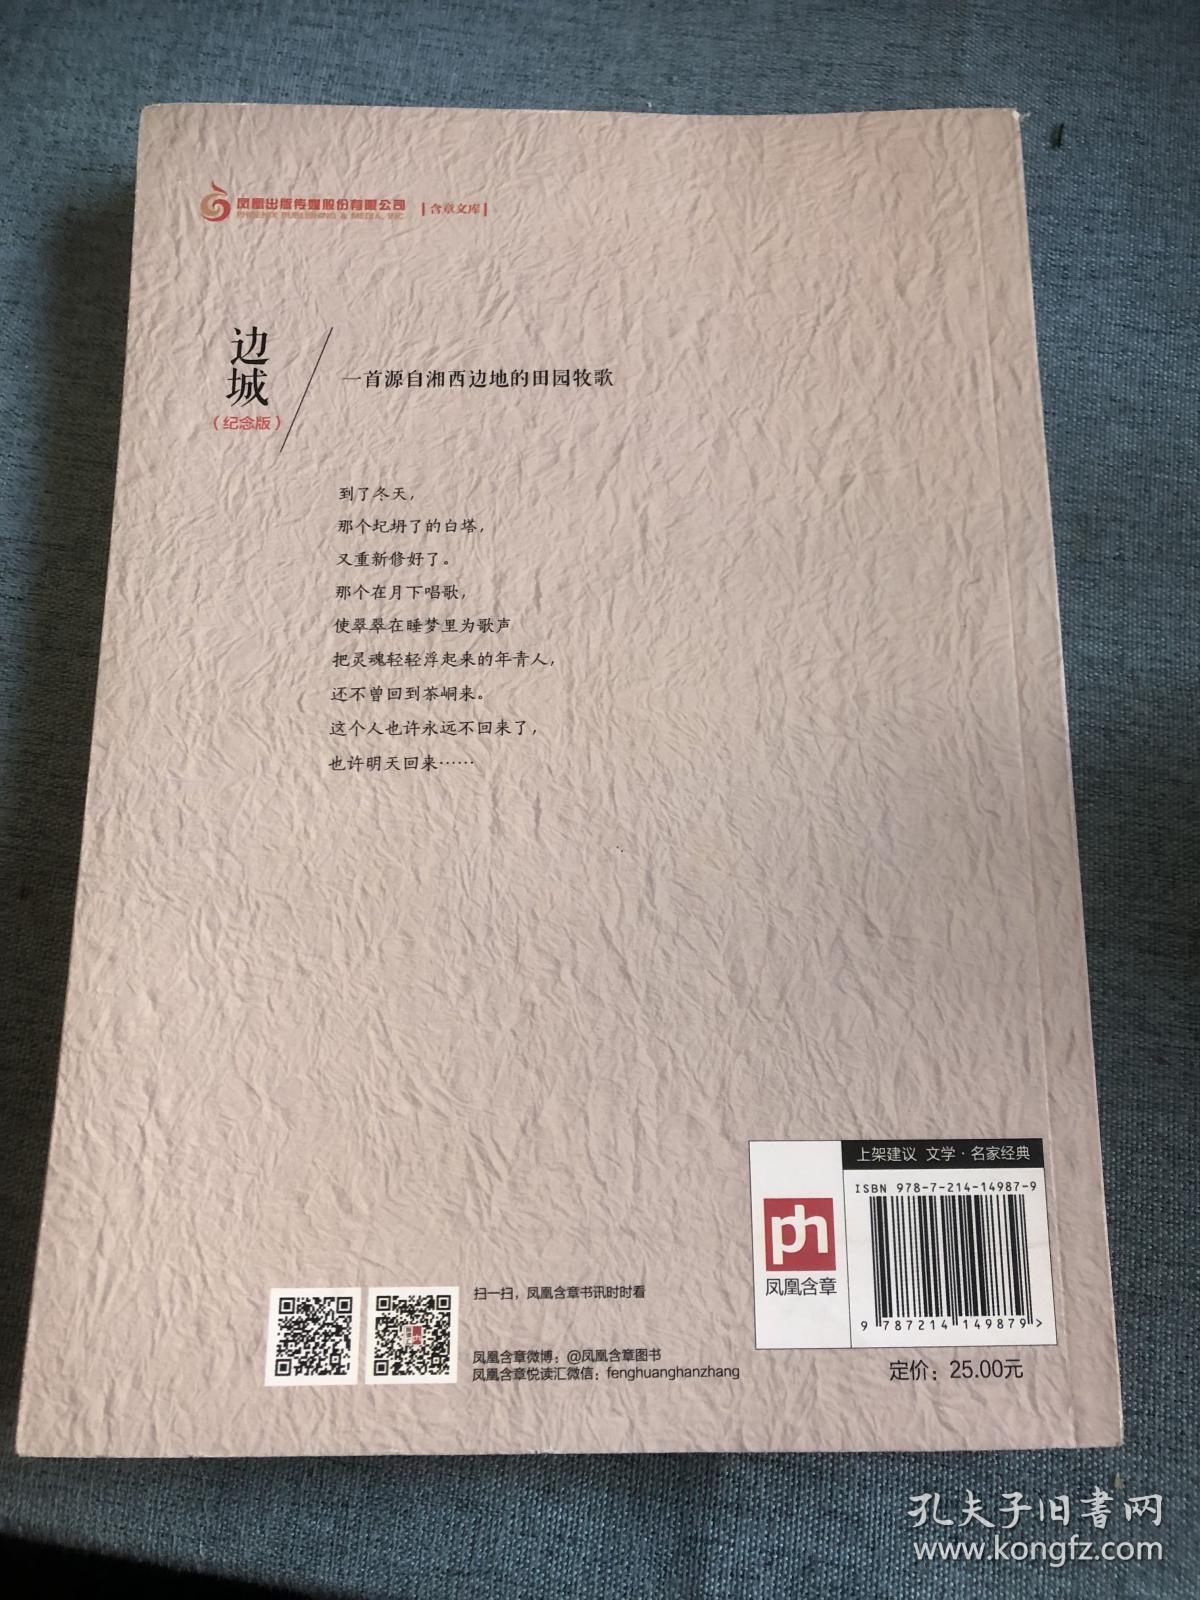 凤凰出版传媒股份有限公司
PHOENIX PUBLISHING & MEDIA, INC
含章文库
边城
(纪念版)
一首源自湘西边地的田园牧歌
到了冬天，
那个圮坍了的白塔，
又重新修好了。
那个在月下唱歌，
使翠翠在睡梦里为歌声
把灵魂轻轻浮起来的年青人，
还不曾回到茶峒来。
这个人也许永远不回来了，
也许明天回来……
上架建议 文学·名家经典
ISBN 978-7-214-14987-9
ph
凤凰含章
9 787214 149879 >
定价：25.00元
扫一扫，凤凰含章书讯时时看
凤凰含章微博：@凤凰含章图书
凤凰含章悦读汇微信：fenghuanghanzhang
孔夫子旧书网
www.kongfz.com